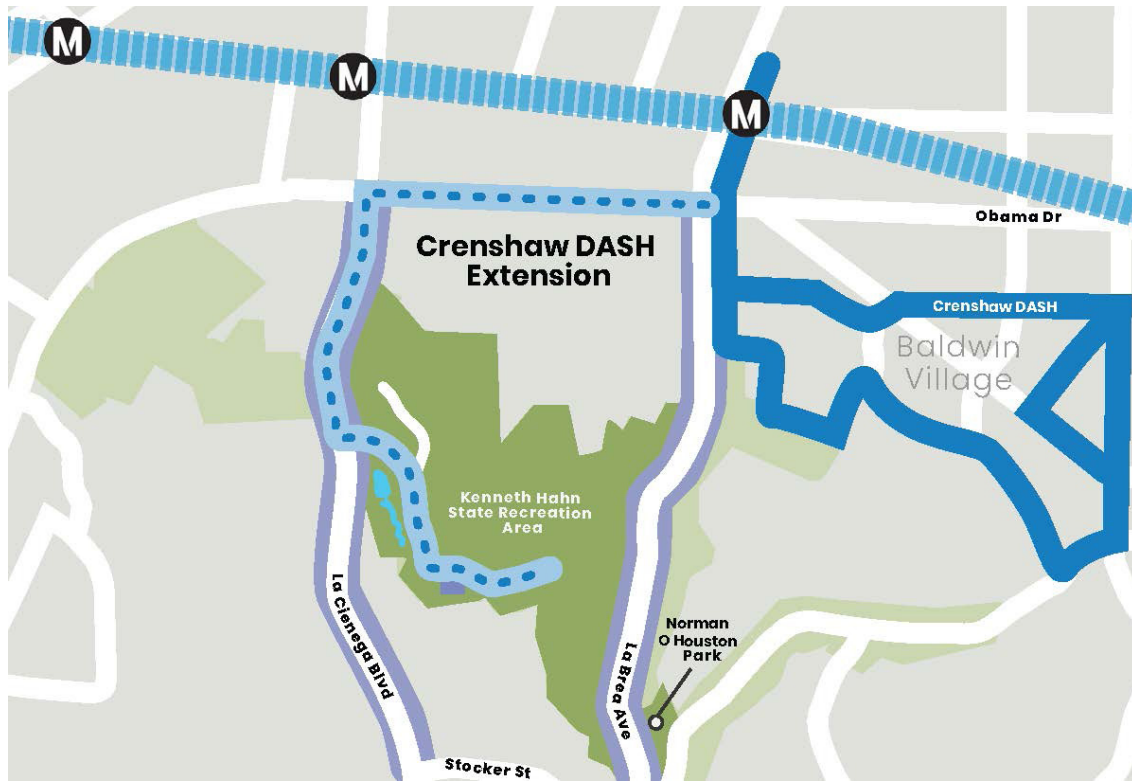 M
M
M
Obama Dr
Crenshaw DASH
Extension
Crenshaw DASH
Baldwin
Village
Kenneth Hahn
State Recreation
Area
La Cienega Blvd
Norman
O Houston
Park
La Brea Ave
Stocker St